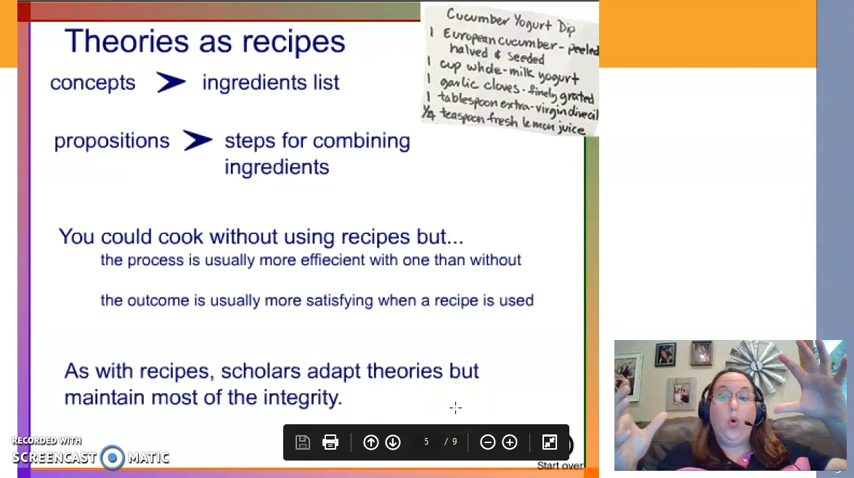 Theories as recipes
concepts ➤ ingredients list
propositions ➤ steps for combining
ingredients
Cucumber Yogurt Dip
1 European cucumber - peeled
halved & seeded
1 cup whole-milk yogurt
1 garlic cloves - finely grated
1 tablespoon extra-virgin
1/4 teaspoon fresh lemon juice
You could cook without using recipes but...
the process is usually more effiecient with one than without
the outcome is usually more satisfying when a recipe is used
As with recipes, scholars adapt theories but
maintain most of the integrity.
5 / 9
RECORDED WITH
SCREENCAST MATIC
Start over